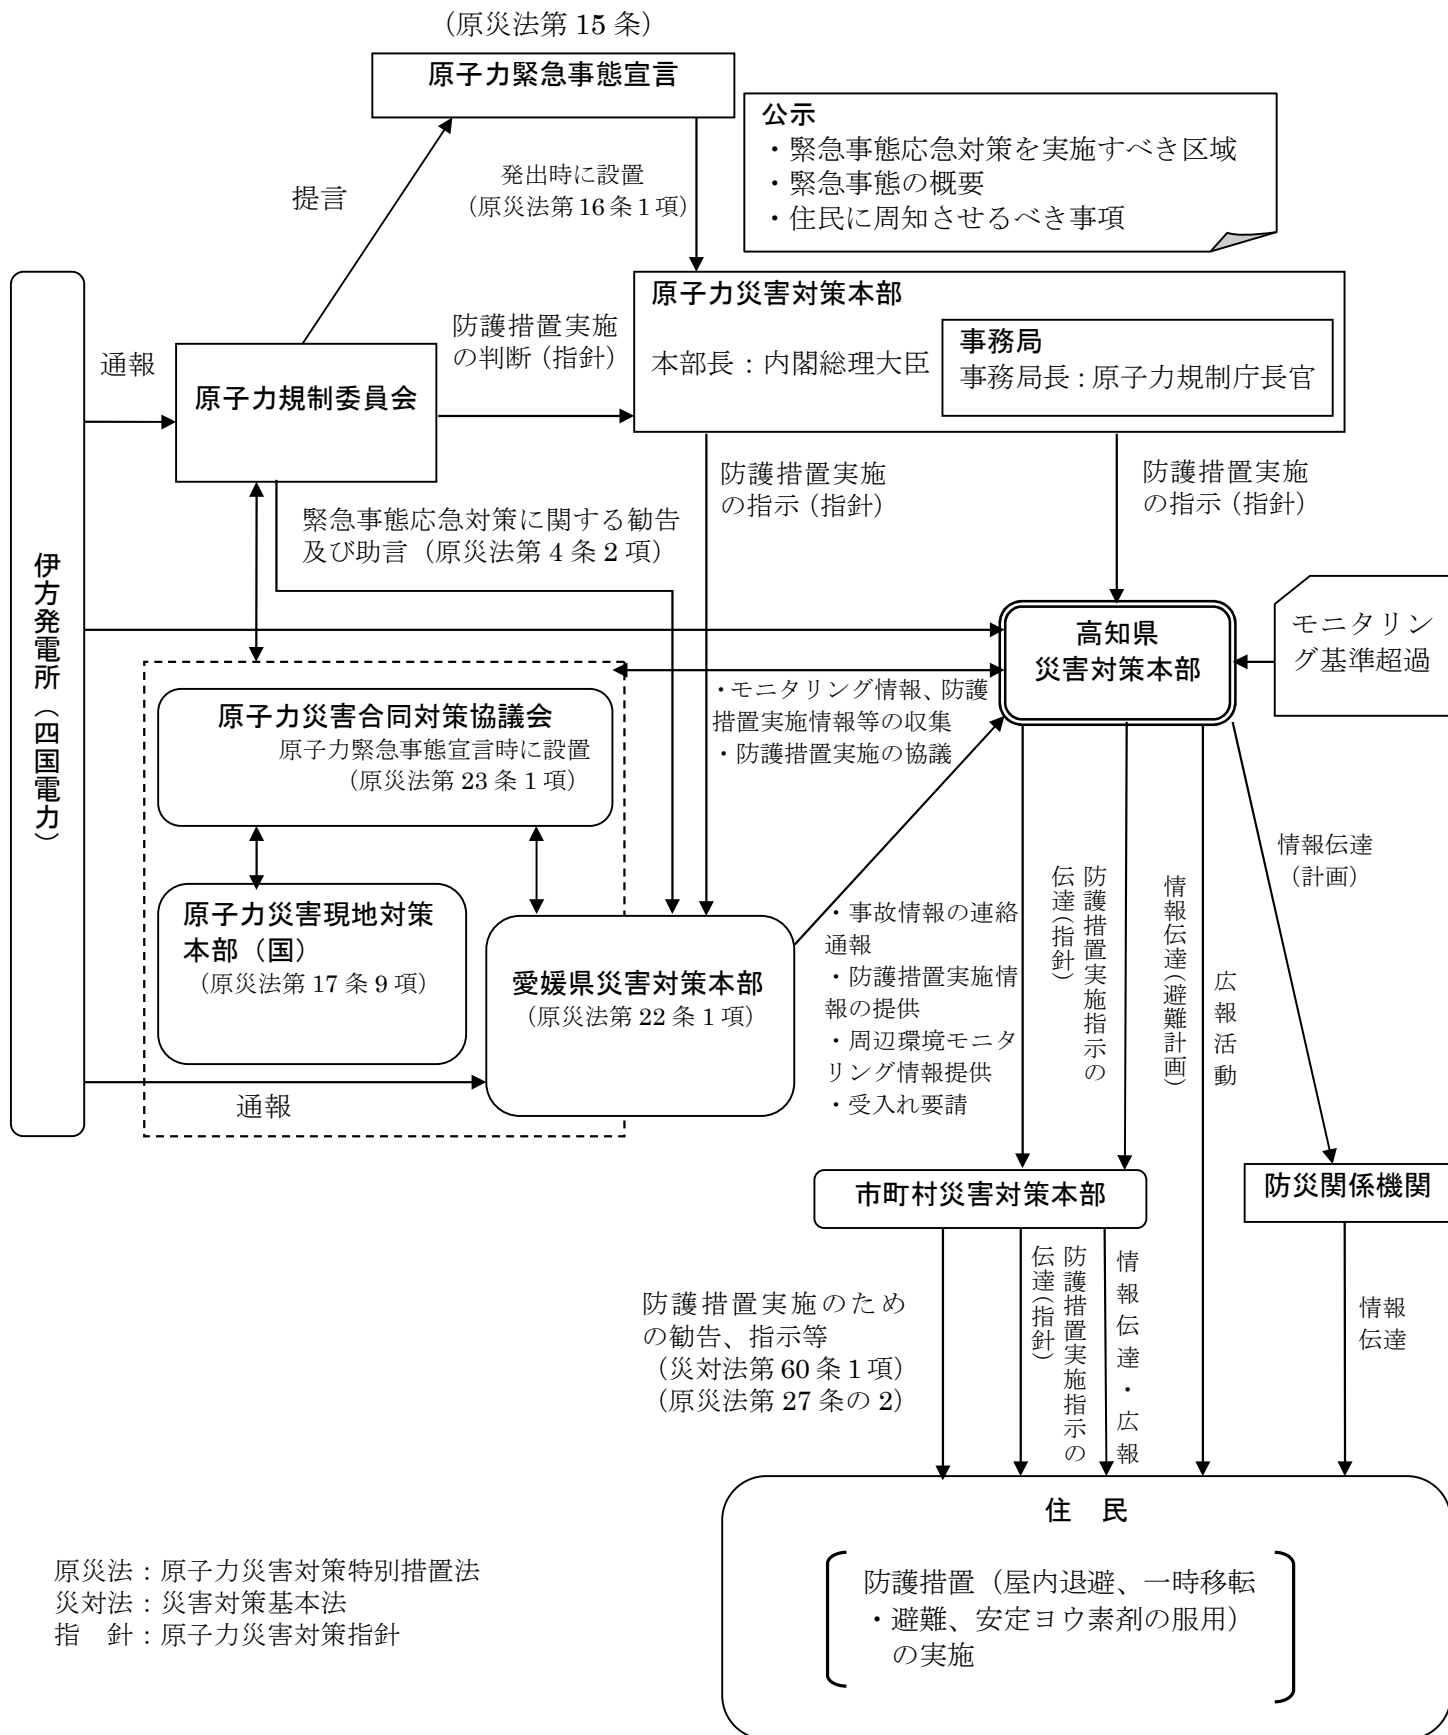 (原災法第 15 条)
原子力緊急事態宣言
公示
・緊急事態応急対策を実施すべき区域
・緊急事態の概要
・住民に周知させるべき事項
発出時に設置
(原災法第 16 条 1 項)
提言
原子力災害対策本部
本部長：内閣総理大臣
事務局
事務局長：原子力規制庁長官
防護措置実施
の判断（指針）
通報
原子力規制委員会
防護措置実施
の指示（指針）
防護措置実施
の指示（指針）
緊急事態応急対策に関する勧告
及び助言（原災法第 4 条 2 項）
伊方発電所（四国電力）
高知県
災害対策本部
モニタリン
グ基準超過
・モニタリング情報、防護
措置実施情報等の収集
・防護措置実施の協議
原子力災害合同対策協議会
原子力緊急事態宣言時に設置
（原災法第 23 条 1 項）
原子力災害現地対策
本部（国）
（原災法第 17 条 9 項）
愛媛県災害対策本部
（原災法第 22 条 1 項）
通報
・事故情報の連絡
通報
・防護措置実施情
報の提供
・周辺環境モニタ
リング情報提供
・受入れ要請
防護措置実施指示の
伝達（指針）
情報伝達（避難計画）
広報活動
情報伝達
（計画）
市町村災害対策本部
防災関係機関
防護措置実施のため
の勧告、指示等
（災対法第 60 条 1 項）
（原災法第 27 条の 2）
防護措置実施指示の
伝達（指針）
情報伝達・広報
情報
伝達
住　民
防護措置（屋内退避、一時移転
・避難、安定ヨウ素剤の服用）
の実施
原災法：原子力災害対策特別措置法
災対法：災害対策基本法
指　針：原子力災害対策指針